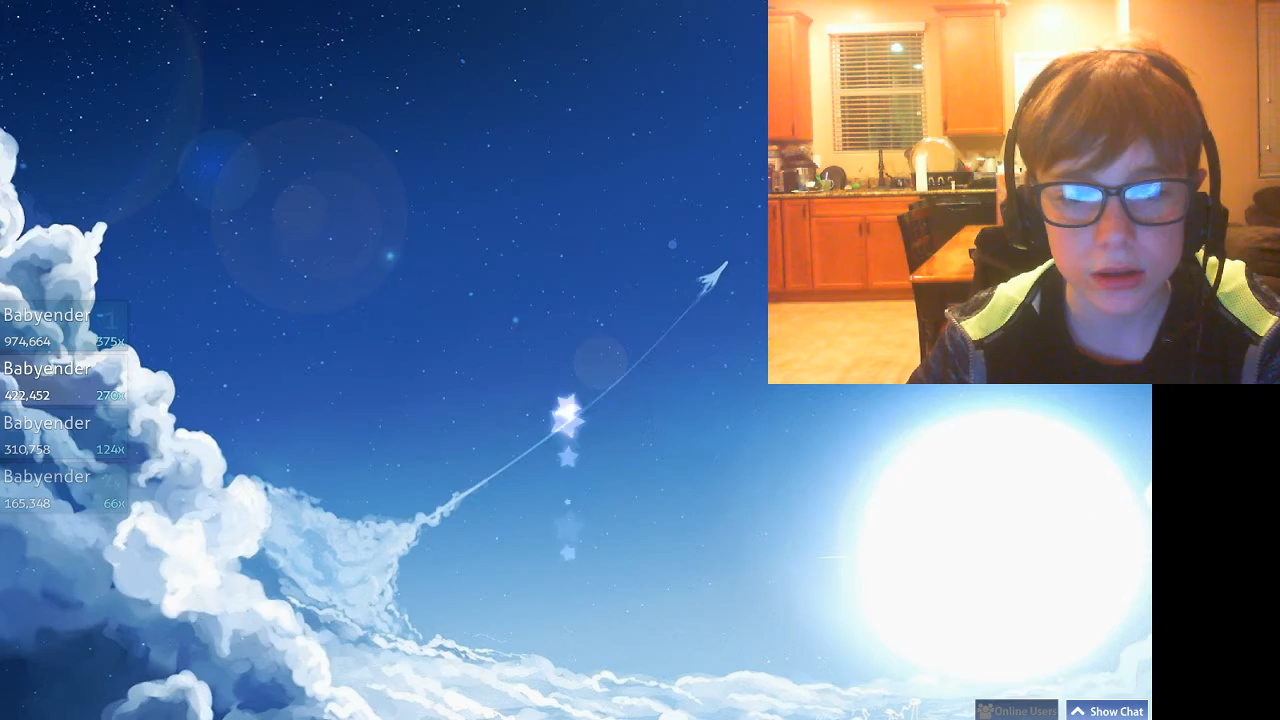 Babyender
974,664 375x
Babyender
422,452 270x
Babyender
310,758 124x
Babyender
165,348 66x
Online Users
Show Chat